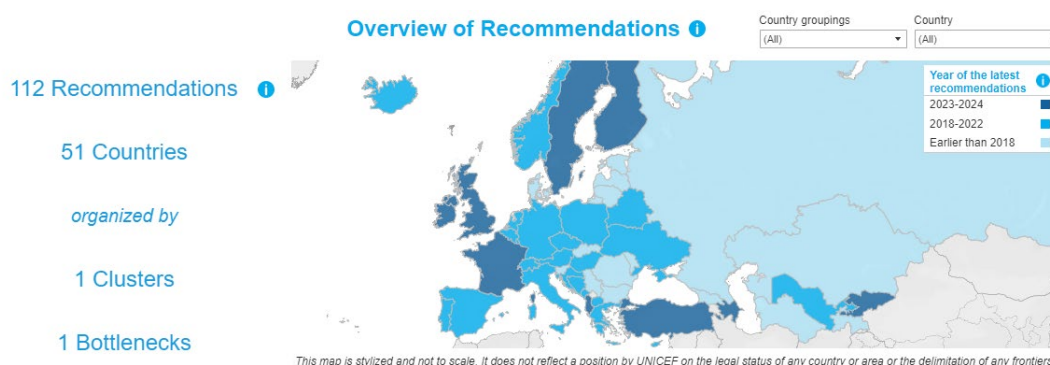 Overview of Recommendations
Country groupings
Country
(All)
(All)
112 Recommendations
51 Countries
organized by
1 Clusters
1 Bottlenecks
Year of the latest
recommendations
2023-2024
2018-2022
Earlier than 2018
This map is stylized and not to scale. It does not reflect a position by UNICEF on the legal status of any country or area or the delimitation of any frontiers